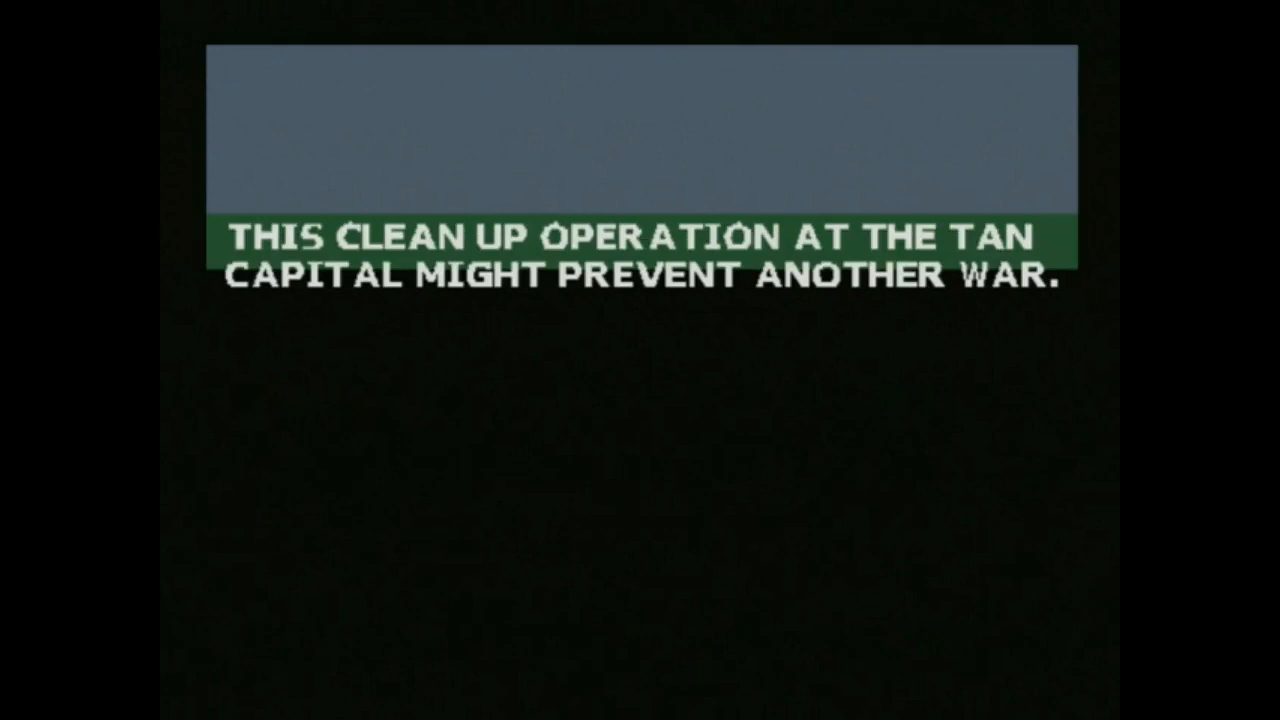 THIS CLEAN UP OPERATION AT THE TAN
CAPITAL MIGHT PREVENT ANOTHER WAR.